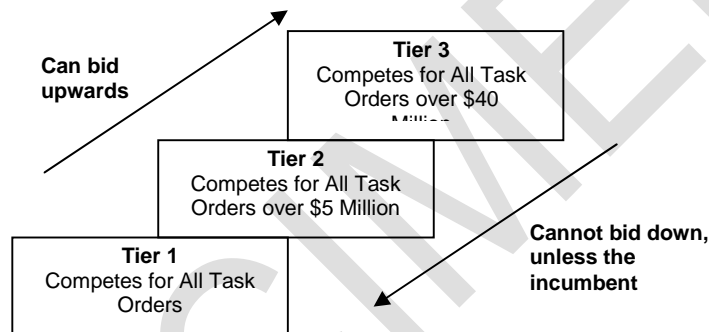 Can bid
upwards
Tier 3
Competes for All Task
Orders over $40
Million
Tier 2
Competes for All Task
Orders over $5 Million
Cannot bid down,
unless the
incumbent
Tier 1
Competes for All Task
Orders